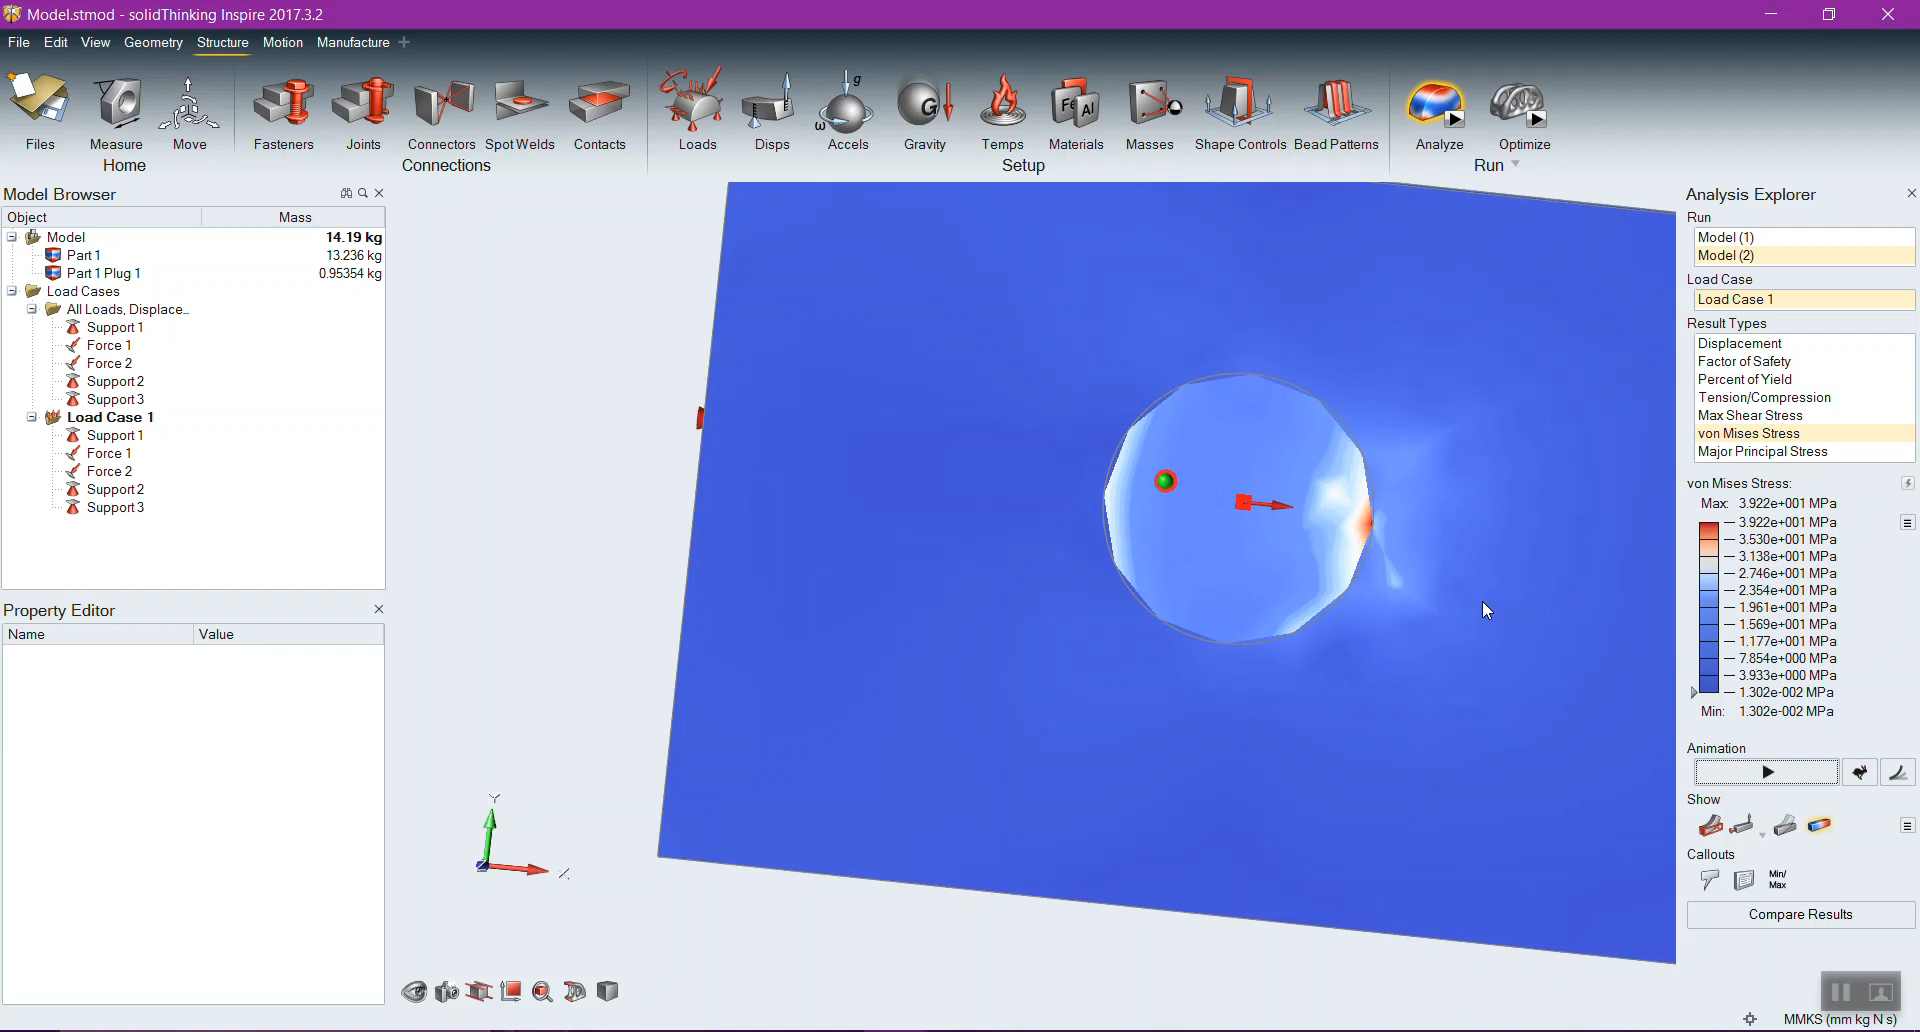 Model.stmod - solidThinking Inspire 2017.3.2
File Edit View Geometry Structure Motion Manufacture
Files Measure Move Fasteners Joints Connectors Spot Welds Contacts Loads Disps Accels Gravity Temps Materials Masses Shape Controls Bead Patterns Analyze Optimize
Home Connections Setup Run
Model Browser
Object Mass
Model 14.19 kg
Part 1 13.236 kg
Part 1 Plug 1 0.95354 kg
Load Cases
All Loads, Displace...
Support 1
Force 1
Force 2
Support 2
Support 3
Load Case 1
Support 1
Force 1
Force 2
Support 2
Support 3
Property Editor
Name Value
g
ω
G
Fe Al
Y
X
Analysis Explorer
Run
Model (1)
Model (2)
Load Case
Load Case 1
Result Types
Displacement
Factor of Safety
Percent of Yield
Tension/Compression
Max Shear Stress
von Mises Stress
Major Principal Stress
von Mises Stress:
Max: 3.922e+001 MPa
3.922e+001 MPa
3.530e+001 MPa
3.138e+001 MPa
2.746e+001 MPa
2.354e+001 MPa
1.961e+001 MPa
1.569e+001 MPa
1.177e+001 MPa
7.854e+000 MPa
3.933e+000 MPa
1.302e-002 MPa
Min: 1.302e-002 MPa
Animation
Show
Callouts
Min/
Max
Compare Results
MMKS (mm kg N s)